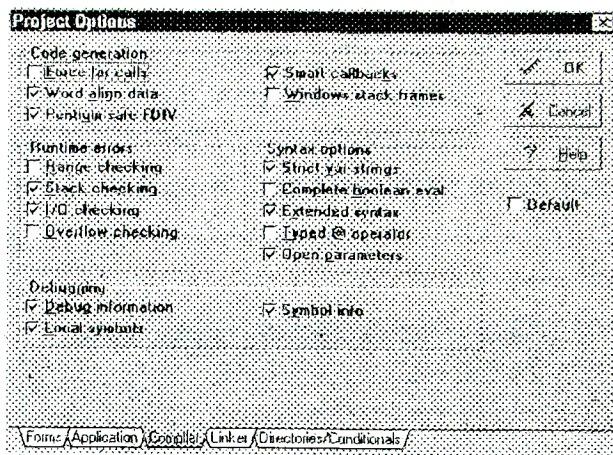 Project Options
Code generation
Force far calls
Word align data
Pentium safe FDIV
Smart callbacks
Windows stack frames
Runtime errors
Range checking
Stack checking
I/O checking
Overflow checking
Syntax options
Strict var strings
Complete boolean eval
Extended syntax
Typed @ operator
Open parameters
Debugging
Debug information
Local symbols
Symbol info
OK
Cancel
Help
Default
Forms Application Compiler Linker Directories/Conditionals